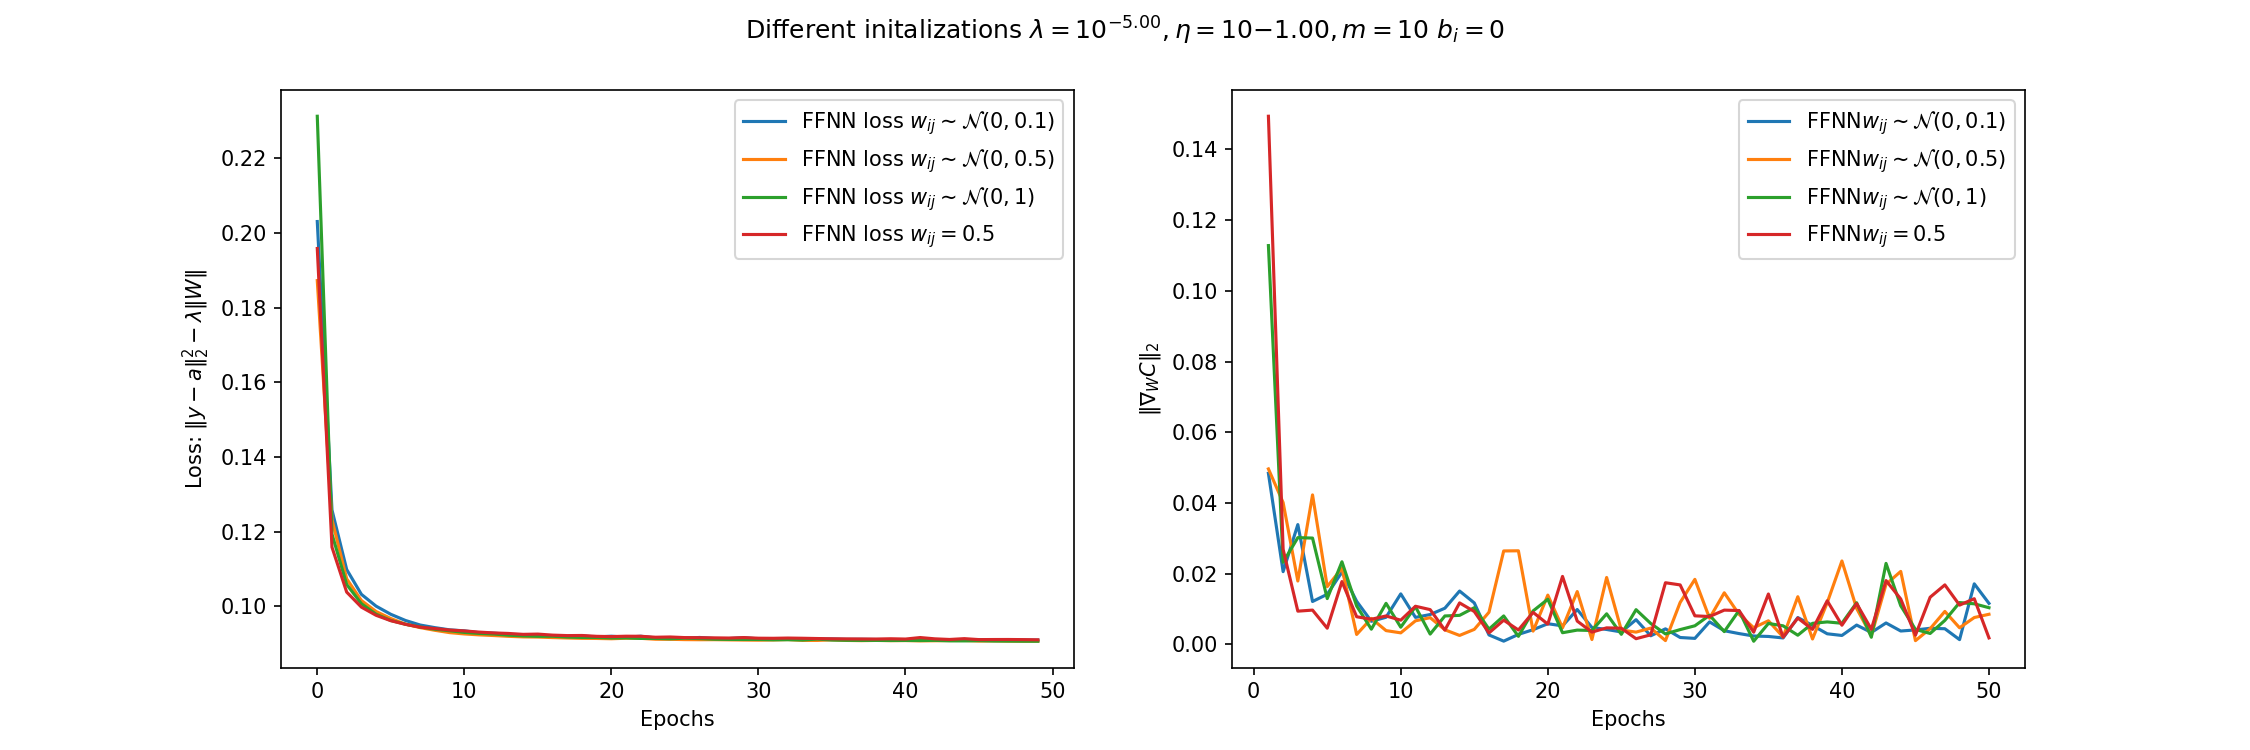 Different initalizations λ = 10^−5.00, η = 10−1.00, m = 10 b_i = 0
Loss: ‖y − a‖₂² − λ‖W‖
0.22
0.20
0.18
0.16
0.14
0.12
0.10
FFNN loss w_ij ∼ 𝒩(0, 0.1)
FFNN loss w_ij ∼ 𝒩(0, 0.5)
FFNN loss w_ij ∼ 𝒩(0, 1)
FFNN loss w_ij = 0.5
0 10 20 30 40 50
Epochs
‖∇_W C‖₂
0.14
0.12
0.10
0.08
0.06
0.04
0.02
0.00
FFNNw_ij ∼ 𝒩(0, 0.1)
FFNNw_ij ∼ 𝒩(0, 0.5)
FFNNw_ij ∼ 𝒩(0, 1)
FFNNw_ij = 0.5
0 10 20 30 40 50
Epochs